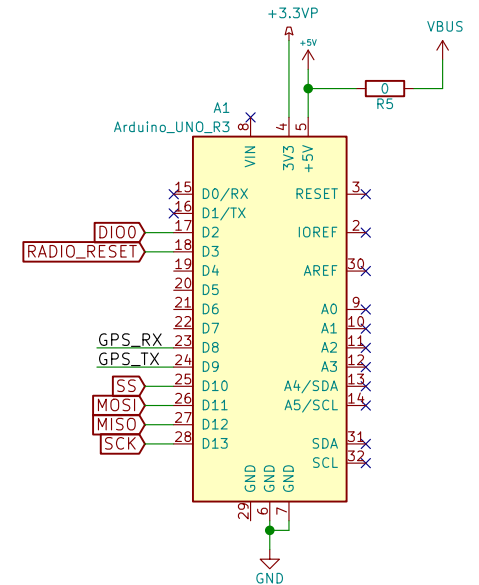 +3.3VP
VBUS
+5V
0
R5
A1
Arduino_UNO_R3
8
4
5
VIN
3V3
+5V
15
D0/RX
RESET
3
16
D1/TX
DIO0
17
D2
IOREF
2
RADIO_RESET
18
D3
19
D4
AREF
30
20
D5
21
D6
A0
9
22
D7
A1
10
GPS_RX
23
D8
A2
11
GPS_TX
24
D9
A3
12
SS
25
D10
A4/SDA
13
MOSI
26
D11
A5/SCL
14
MISO
27
D12
SCK
28
D13
SDA
31
SCL
32
GND
GND
GND
29
6
7
GND